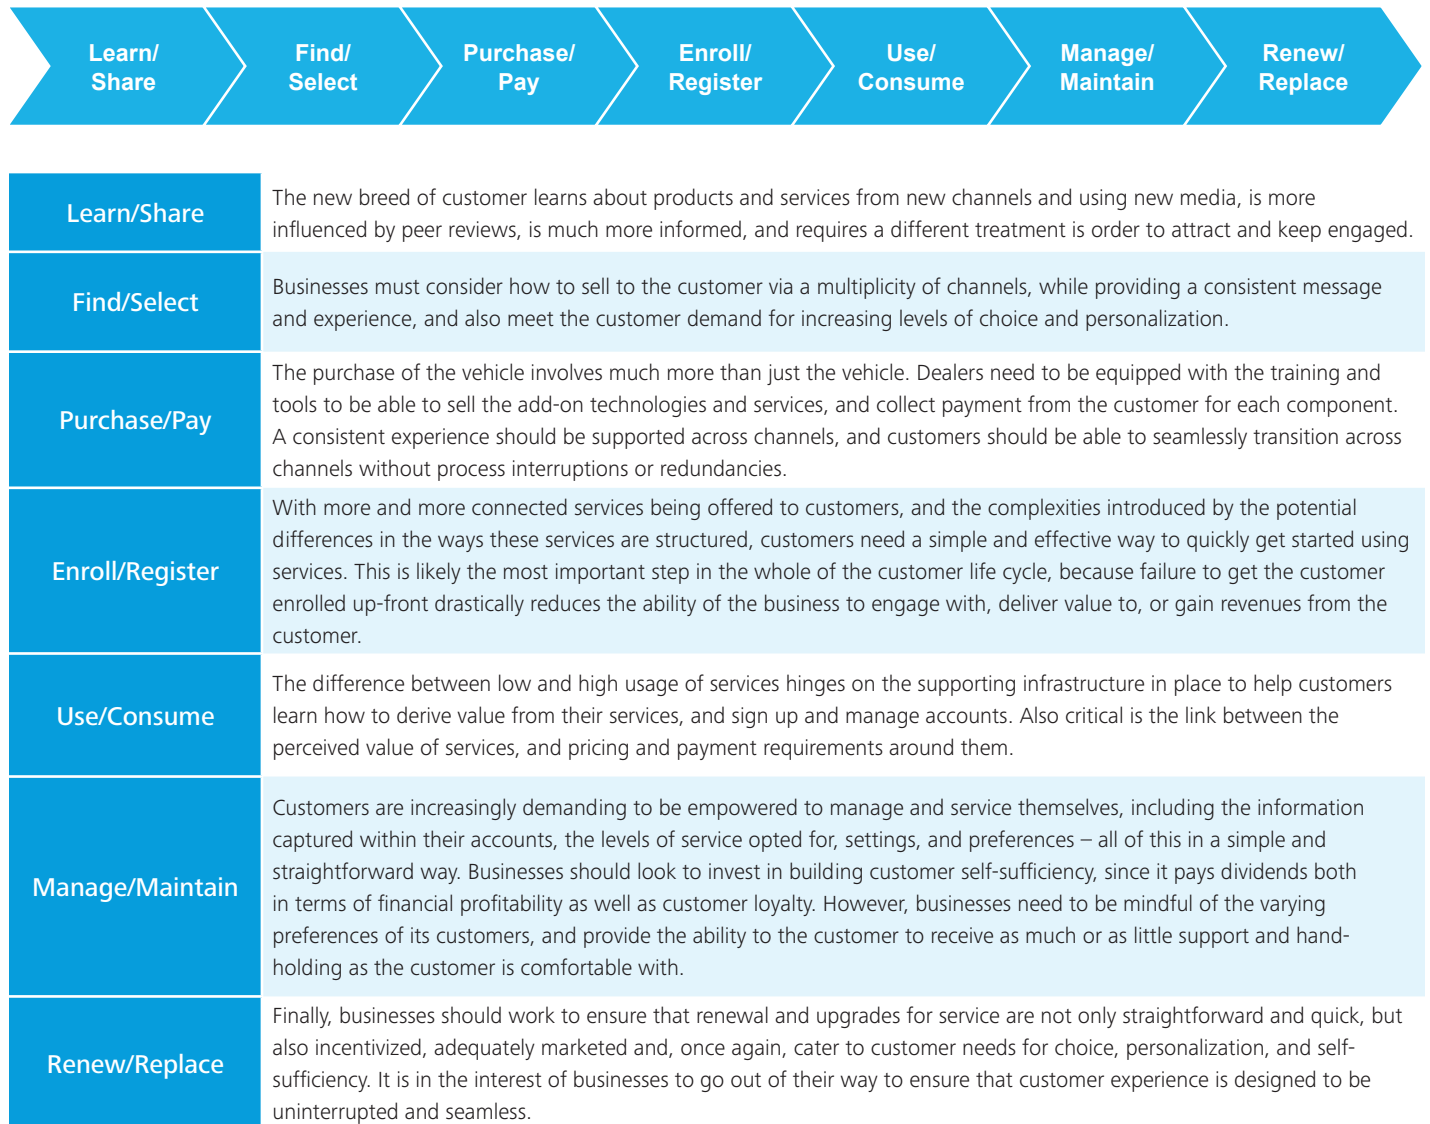 Learn/
Share
Find/
Select
Purchase/
Pay
Enroll/
Register
Use/
Consume
Manage/
Maintain
Renew/
Replace
Learn/Share
The new breed of customer learns about products and services from new channels and using new media, is more
influenced by peer reviews, is much more informed, and requires a different treatment is order to attract and keep engaged.
Find/Select
Businesses must consider how to sell to the customer via a multiplicity of channels, while providing a consistent message
and experience, and also meet the customer demand for increasing levels of choice and personalization.
Purchase/Pay
The purchase of the vehicle involves much more than just the vehicle. Dealers need to be equipped with the training and
tools to be able to sell the add-on technologies and services, and collect payment from the customer for each component.
A consistent experience should be supported across channels, and customers should be able to seamlessly transition across
channels without process interruptions or redundancies.
Enroll/Register
With more and more connected services being offered to customers, and the complexities introduced by the potential
differences in the ways these services are structured, customers need a simple and effective way to quickly get started using
services. This is likely the most important step in the whole of the customer life cycle, because failure to get the customer
enrolled up-front drastically reduces the ability of the business to engage with, deliver value to, or gain revenues from the
customer.
Use/Consume
The difference between low and high usage of services hinges on the supporting infrastructure in place to help customers
learn how to derive value from their services, and sign up and manage accounts. Also critical is the link between the
perceived value of services, and pricing and payment requirements around them.
Manage/Maintain
Customers are increasingly demanding to be empowered to manage and service themselves, including the information
captured within their accounts, the levels of service opted for, settings, and preferences – all of this in a simple and
straightforward way. Businesses should look to invest in building customer self-sufficiency, since it pays dividends both
in terms of financial profitability as well as customer loyalty. However, businesses need to be mindful of the varying
preferences of its customers, and provide the ability to the customer to receive as much or as little support and hand-
holding as the customer is comfortable with.
Renew/Replace
Finally, businesses should work to ensure that renewal and upgrades for service are not only straightforward and quick, but
also incentivized, adequately marketed and, once again, cater to customer needs for choice, personalization, and self-
sufficiency. It is in the interest of businesses to go out of their way to ensure that customer experience is designed to be
uninterrupted and seamless.